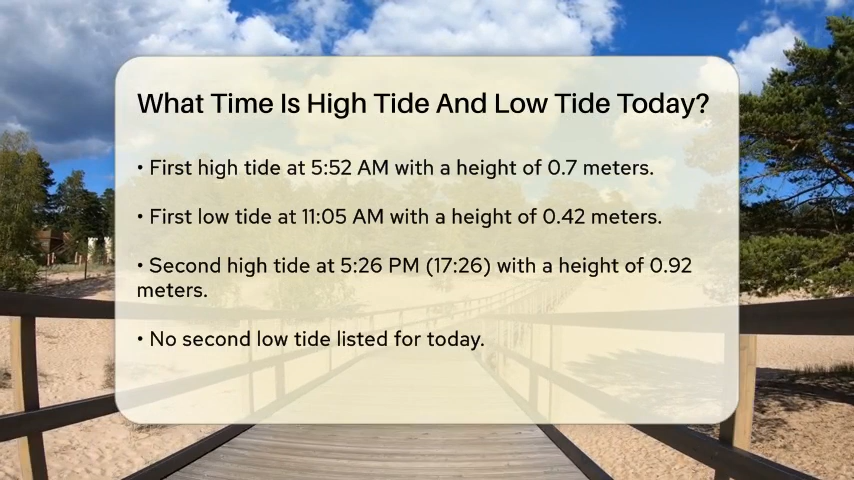 What Time Is High Tide And Low Tide Today?
• First high tide at 5:52 AM with a height of 0.7 meters.
• First low tide at 11:05 AM with a height of 0.42 meters.
• Second high tide at 5:26 PM (17:26) with a height of 0.92
meters.
• No second low tide listed for today.